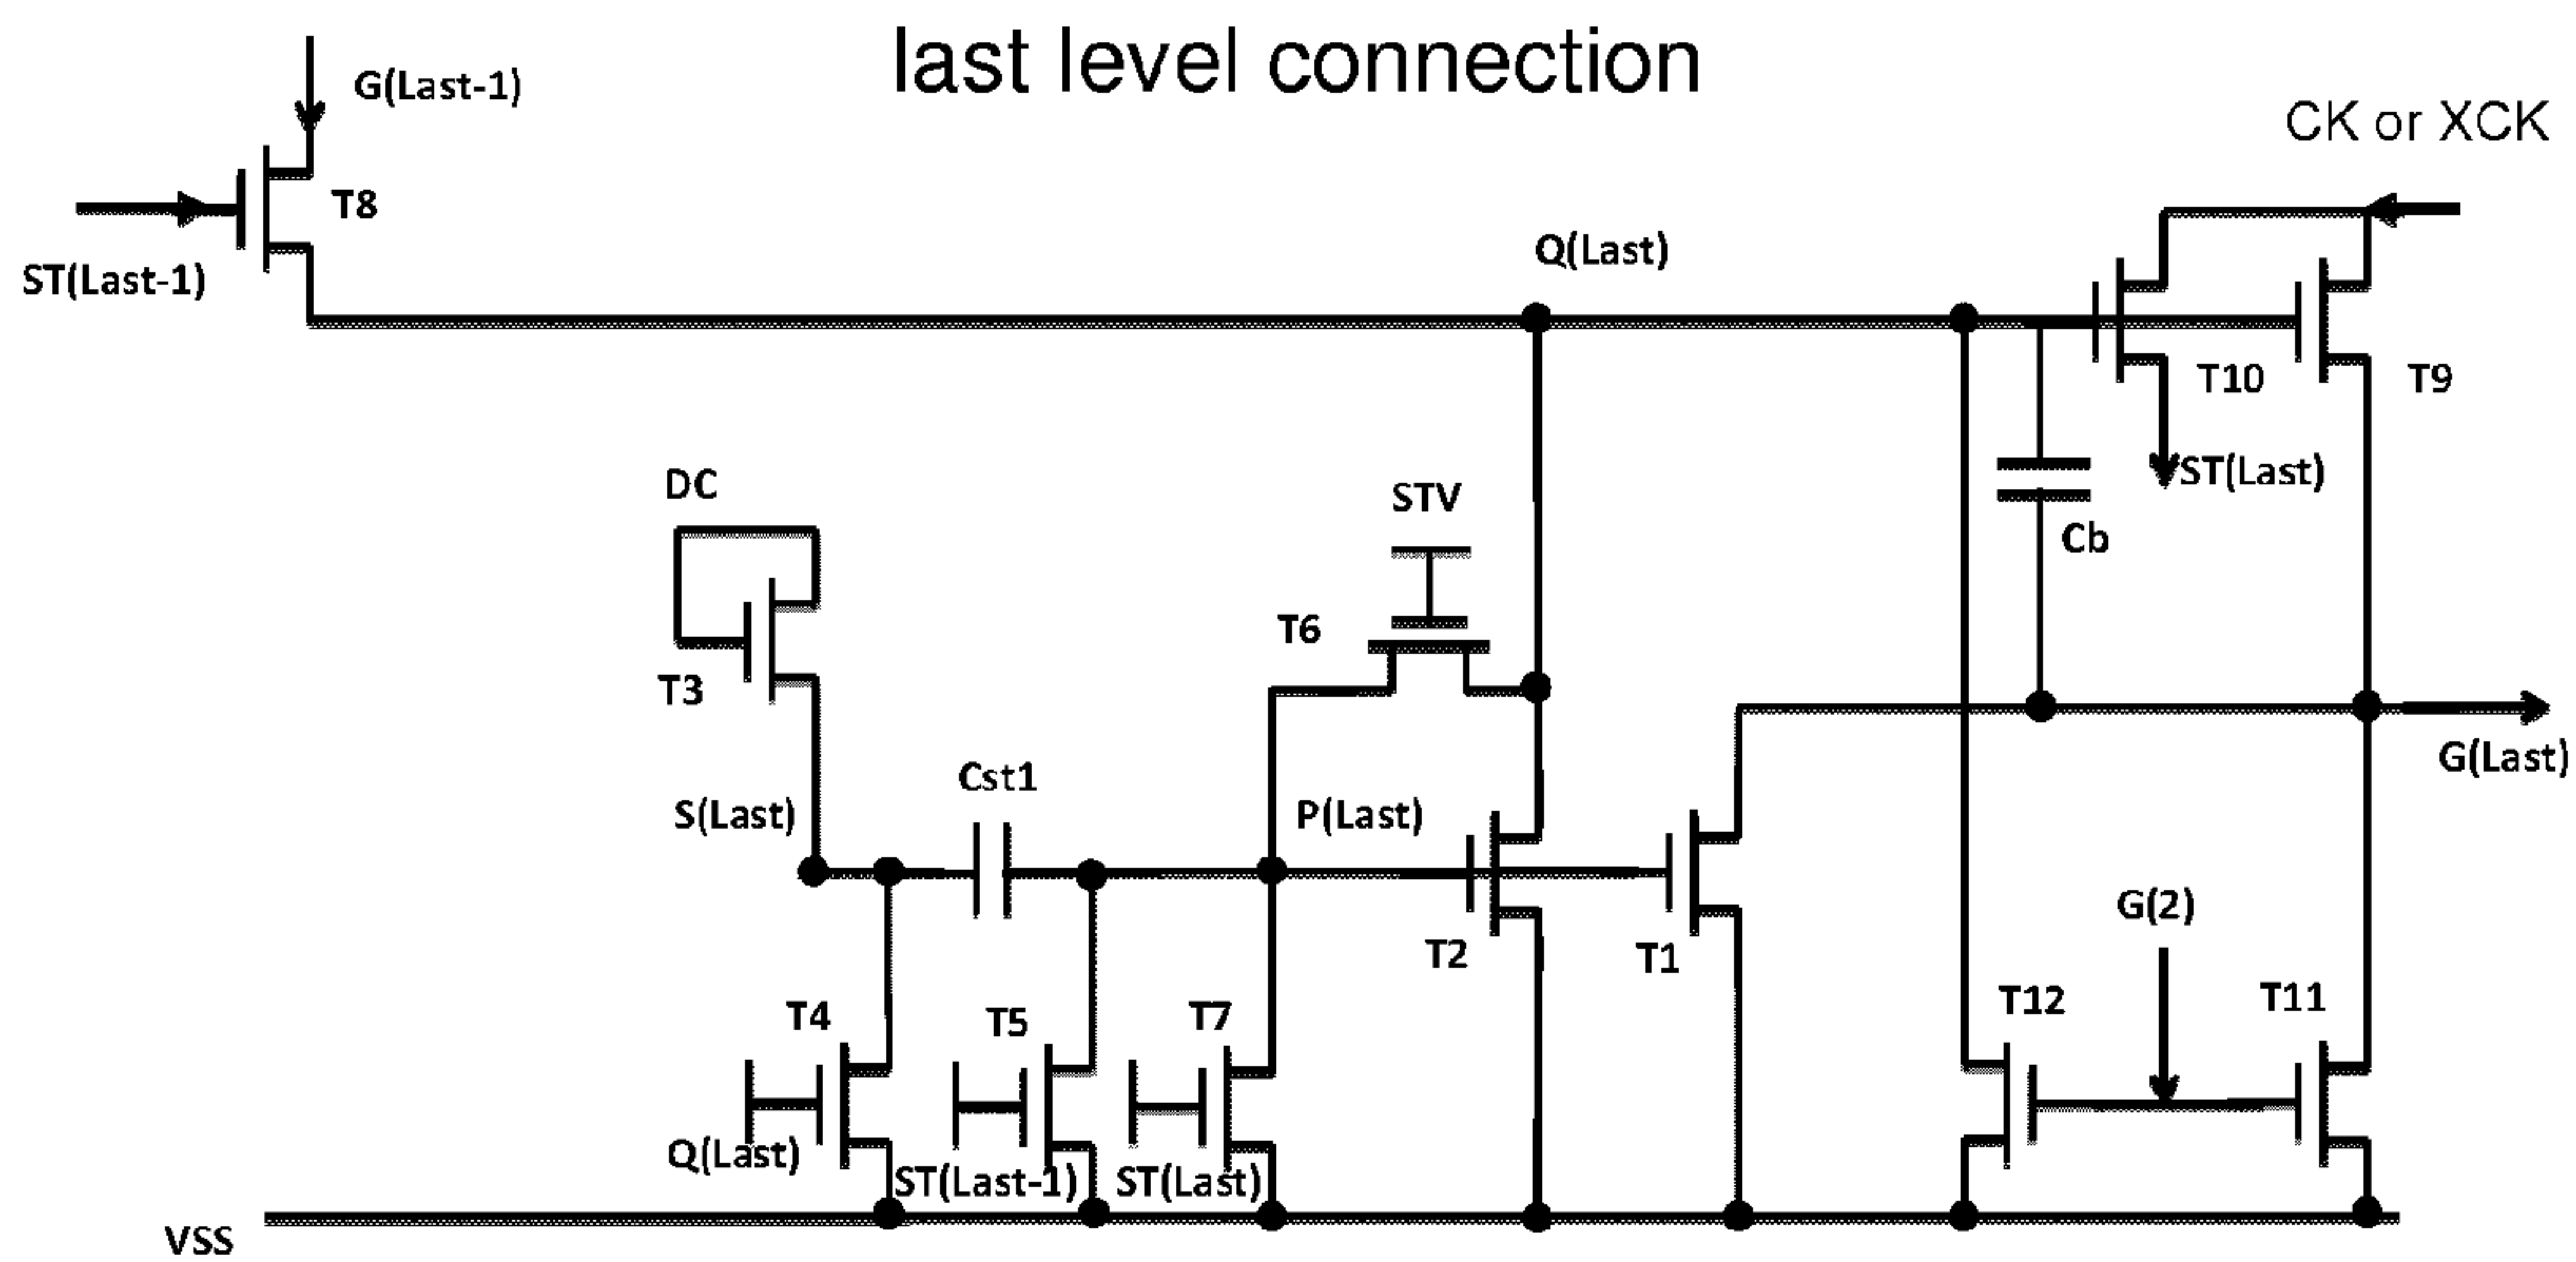 last level connection
G(Last-1)
CK or XCK
T8
ST(Last-1)
Q(Last)
T10
T9
ST(Last)
DC
STV
Cb
T6
T3
Cst1
S(Last)
P(Last)
G(Last)
G(2)
T2
T1
T4
T5
T7
T12
T11
Q(Last)
ST(Last-1)
ST(Last)
VSS